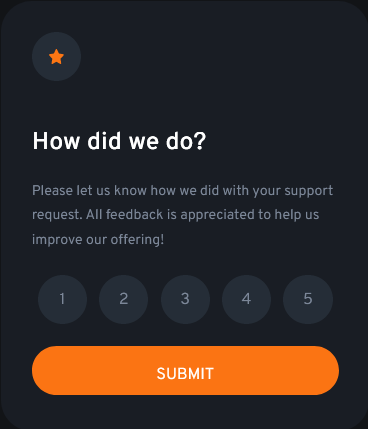 How did we do?
Please let us know how we did with your support
request. All feedback is appreciated to help us
improve our offering!
1 2 3 4 5
SUBMIT